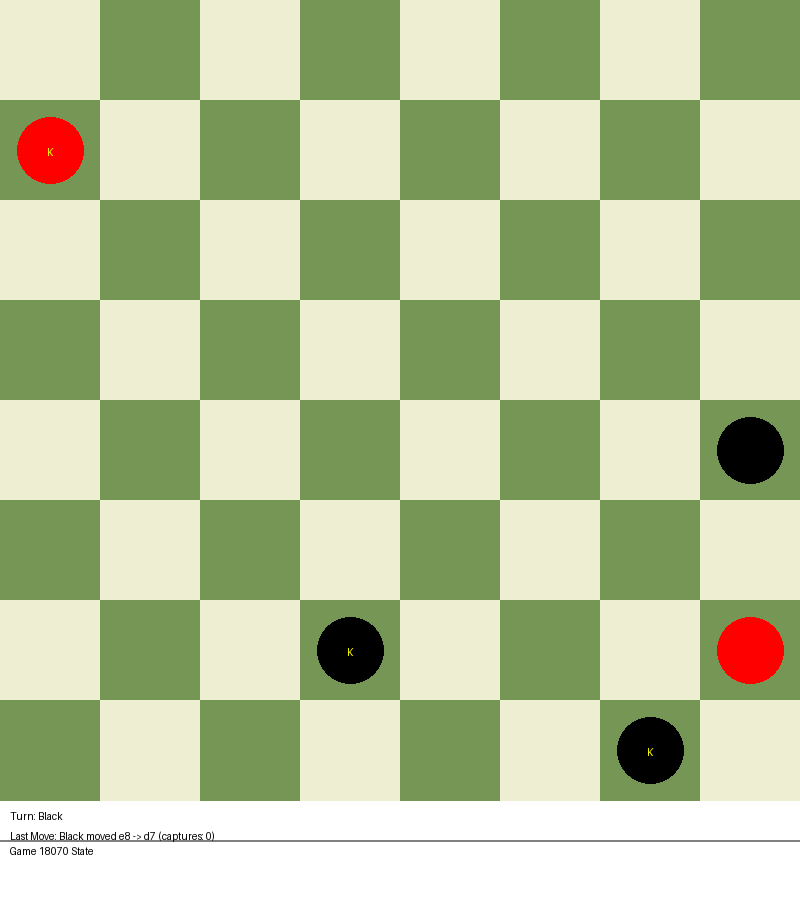 K
K
K
Turn: Black
Last Move: Black moved e8 -> d7 (captures: 0)
Game 18070 State